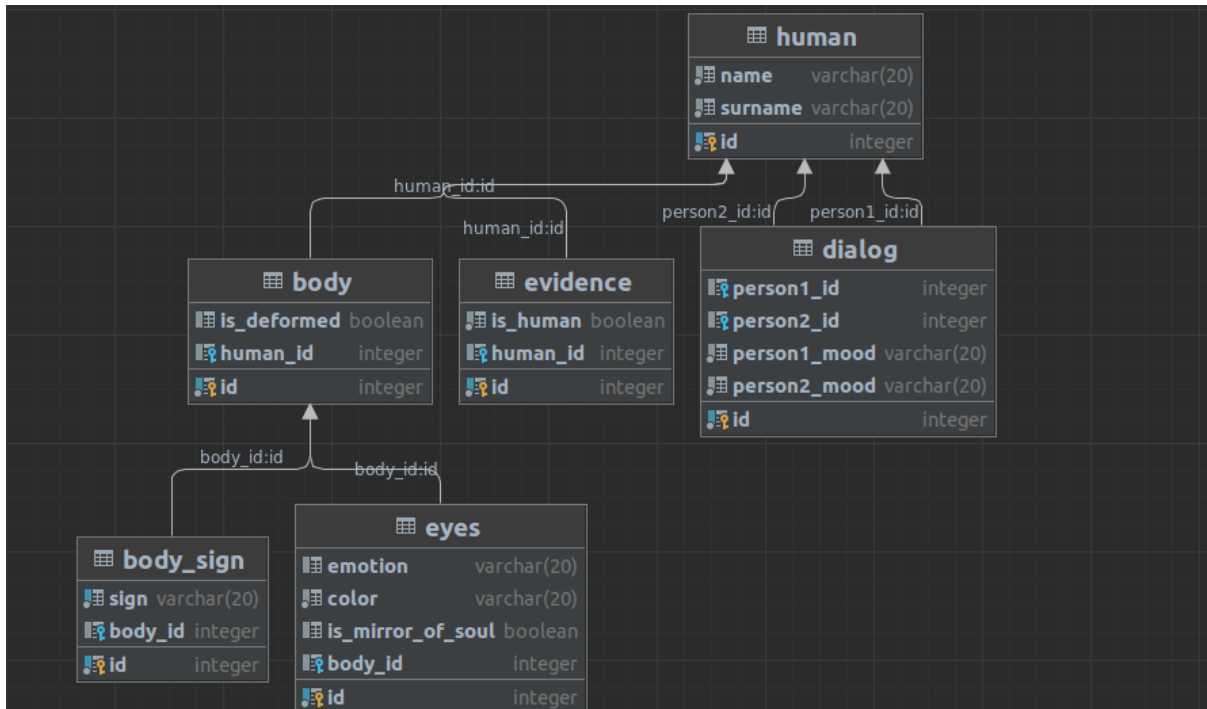 human
name varchar(20)
surname varchar(20)
id integer
human_id:id
human_id:id
person2_id:id
person1_id:id
body
is_deformed boolean
human_id integer
id integer
evidence
is_human boolean
human_id integer
id integer
dialog
person1_id integer
person2_id integer
person1_mood varchar(20)
person2_mood varchar(20)
id integer
body_id:id
body_id:id
body_sign
sign varchar(20)
body_id integer
id integer
eyes
emotion varchar(20)
color varchar(20)
is_mirror_of_soul boolean
body_id integer
id integer